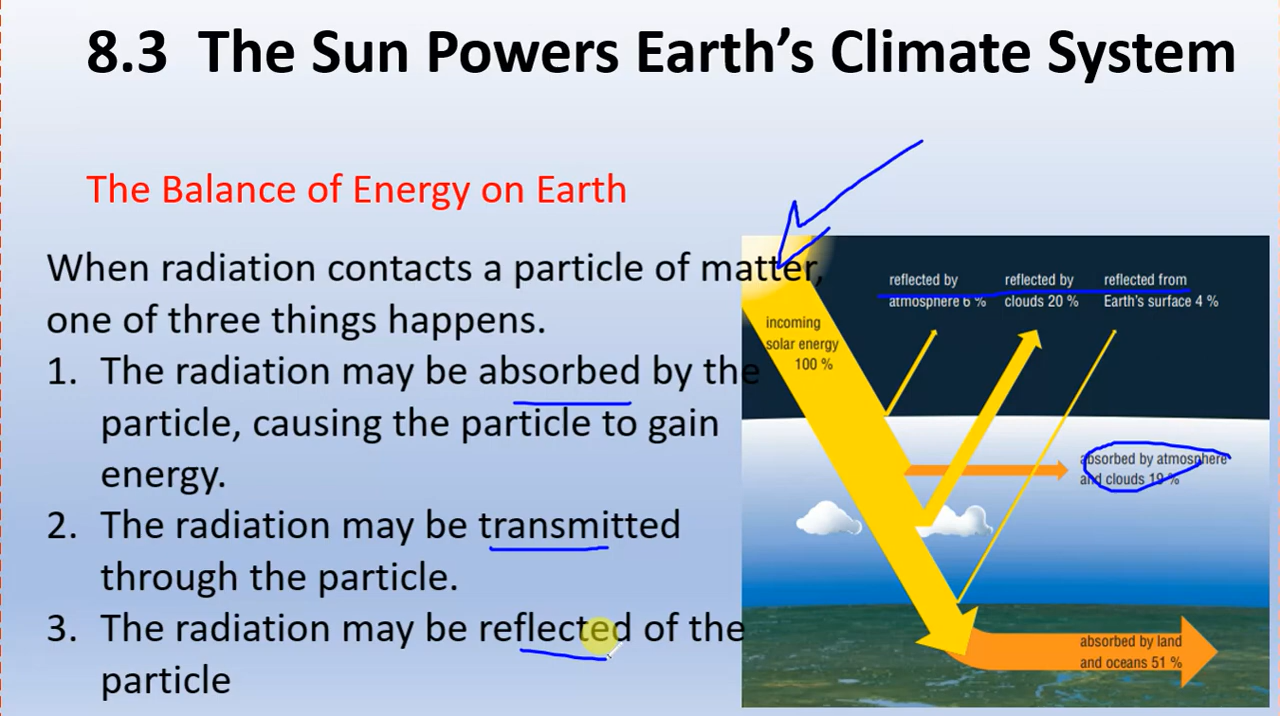 8.3 The Sun Powers Earth's Climate System
The Balance of Energy on Earth
When radiation contacts a particle of matter,
one of three things happens.
1. The radiation may be absorbed by the
particle, causing the particle to gain
energy.
2. The radiation may be transmitted
through the particle.
3. The radiation may be reflected of the
particle
incoming
solar energy
100 %
reflected by
atmosphere 6 %
reflected by
clouds 20 %
reflected from
Earth's surface 4 %
absorbed by atmosphere
and clouds 19 %
absorbed by land
and oceans 51 %